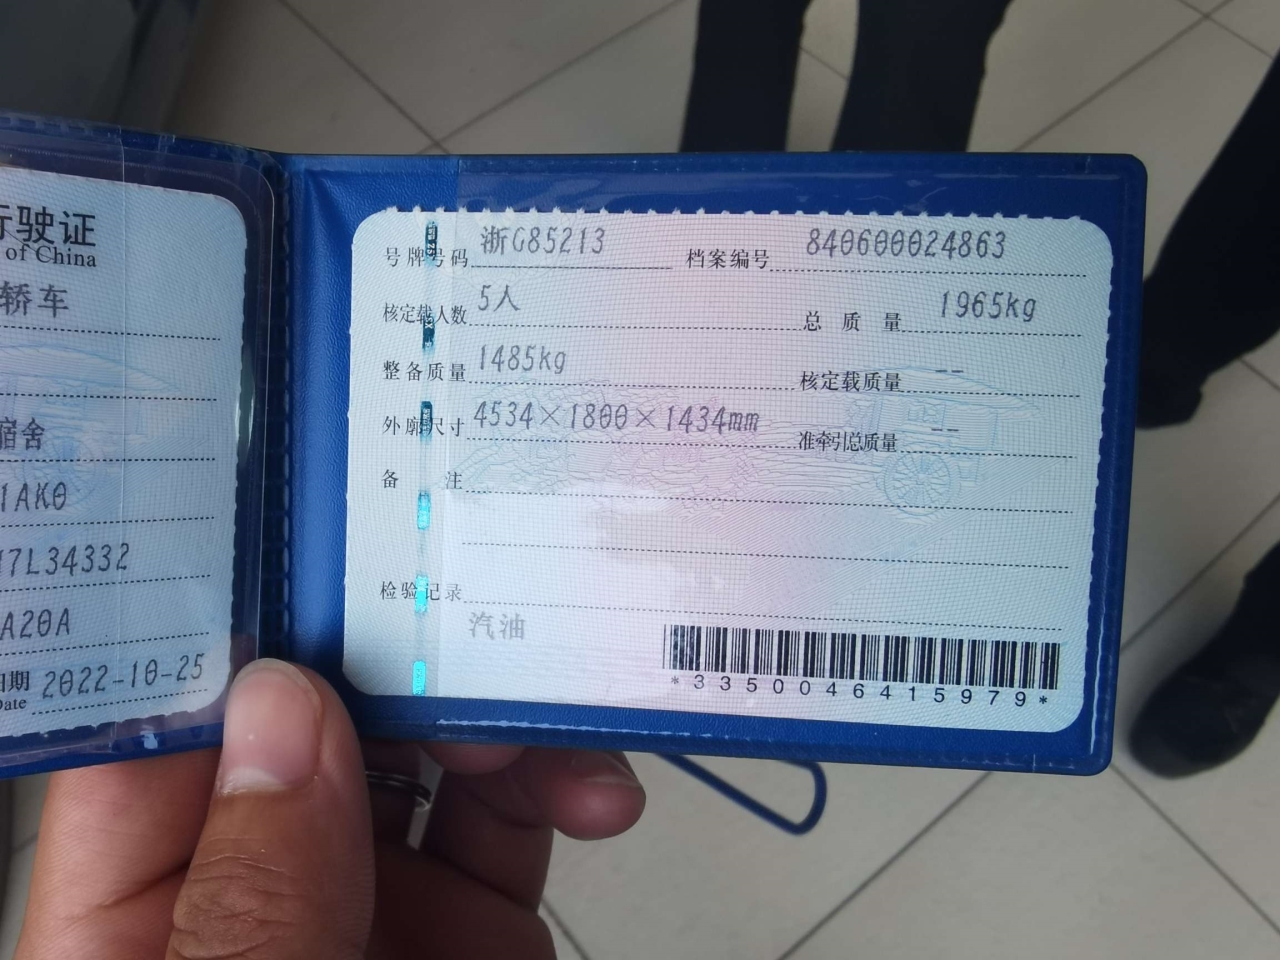 行驶证
of China
轿车
宿舍
1AK0
7L34332
A20A
日期 2022-10-25
Date
号牌号码 浙G85213 档案编号 840600024863
核定载人数 5人 总质量 1965kg
整备质量 1485kg 核定载质量 --
外廓尺寸 4534×1800×1434mm 准牵引总质量 --
备注
检验记录
汽油
*3350046415979*